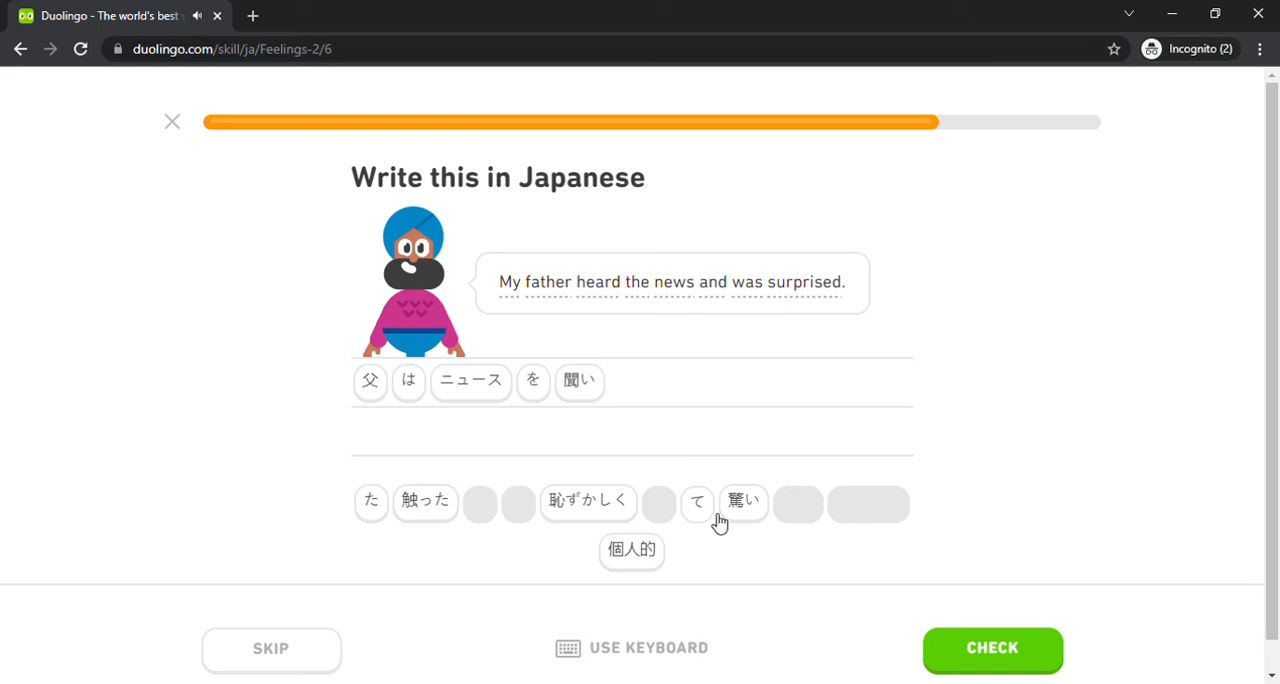 Duolingo - The world's best
duolingo.com/skill/ja/Feelings-2/6
Incognito (2)
Write this in Japanese
My father heard the news and was surprised.
父 は ニュース を 聞い
た 触った 恥ずかしく て 驚い
個人的
SKIP
USE KEYBOARD
CHECK